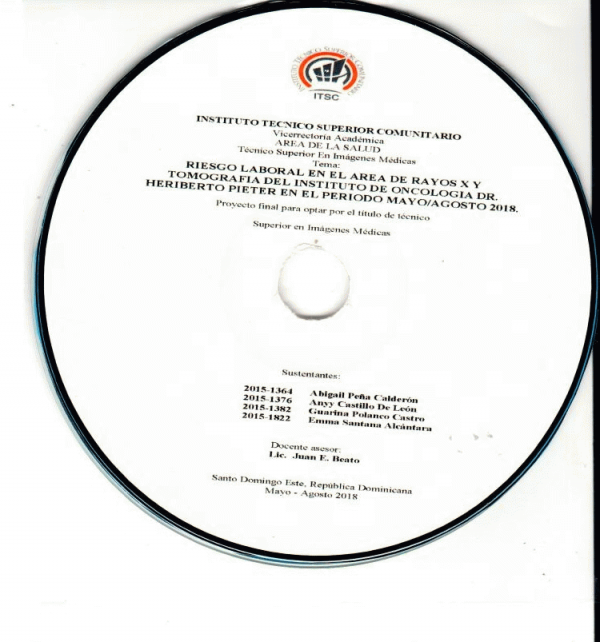 INSTITUTO TECNICO SUPERIOR COMUNITARIO
ITSC
INSTITUTO TECNICO SUPERIOR COMUNITARIO
Vicerrectoría Académica
AREA DE LA SALUD
Técnico Superior En Imágenes Médicas
Tema:
RIESGO LABORAL EN EL AREA DE RAYOS X Y
TOMOGRAFIA DEL INSTITUTO DE ONCOLOGIA DR.
HERIBERTO PIETER EN EL PERIODO MAYO/AGOSTO 2018.
Proyecto final para optar por el título de técnico
Superior en Imágenes Médicas
Sustentantes:
2015-1364 Abigail Peña Calderón
2015-1376 Anyy Castillo De León
2015-1382 Guarina Polanco Castro
2015-1822 Emma Santana Alcántara
Docente asesor:
Lic. Juan E. Beato
Santo Domingo Este, República Dominicana
Mayo - Agosto 2018